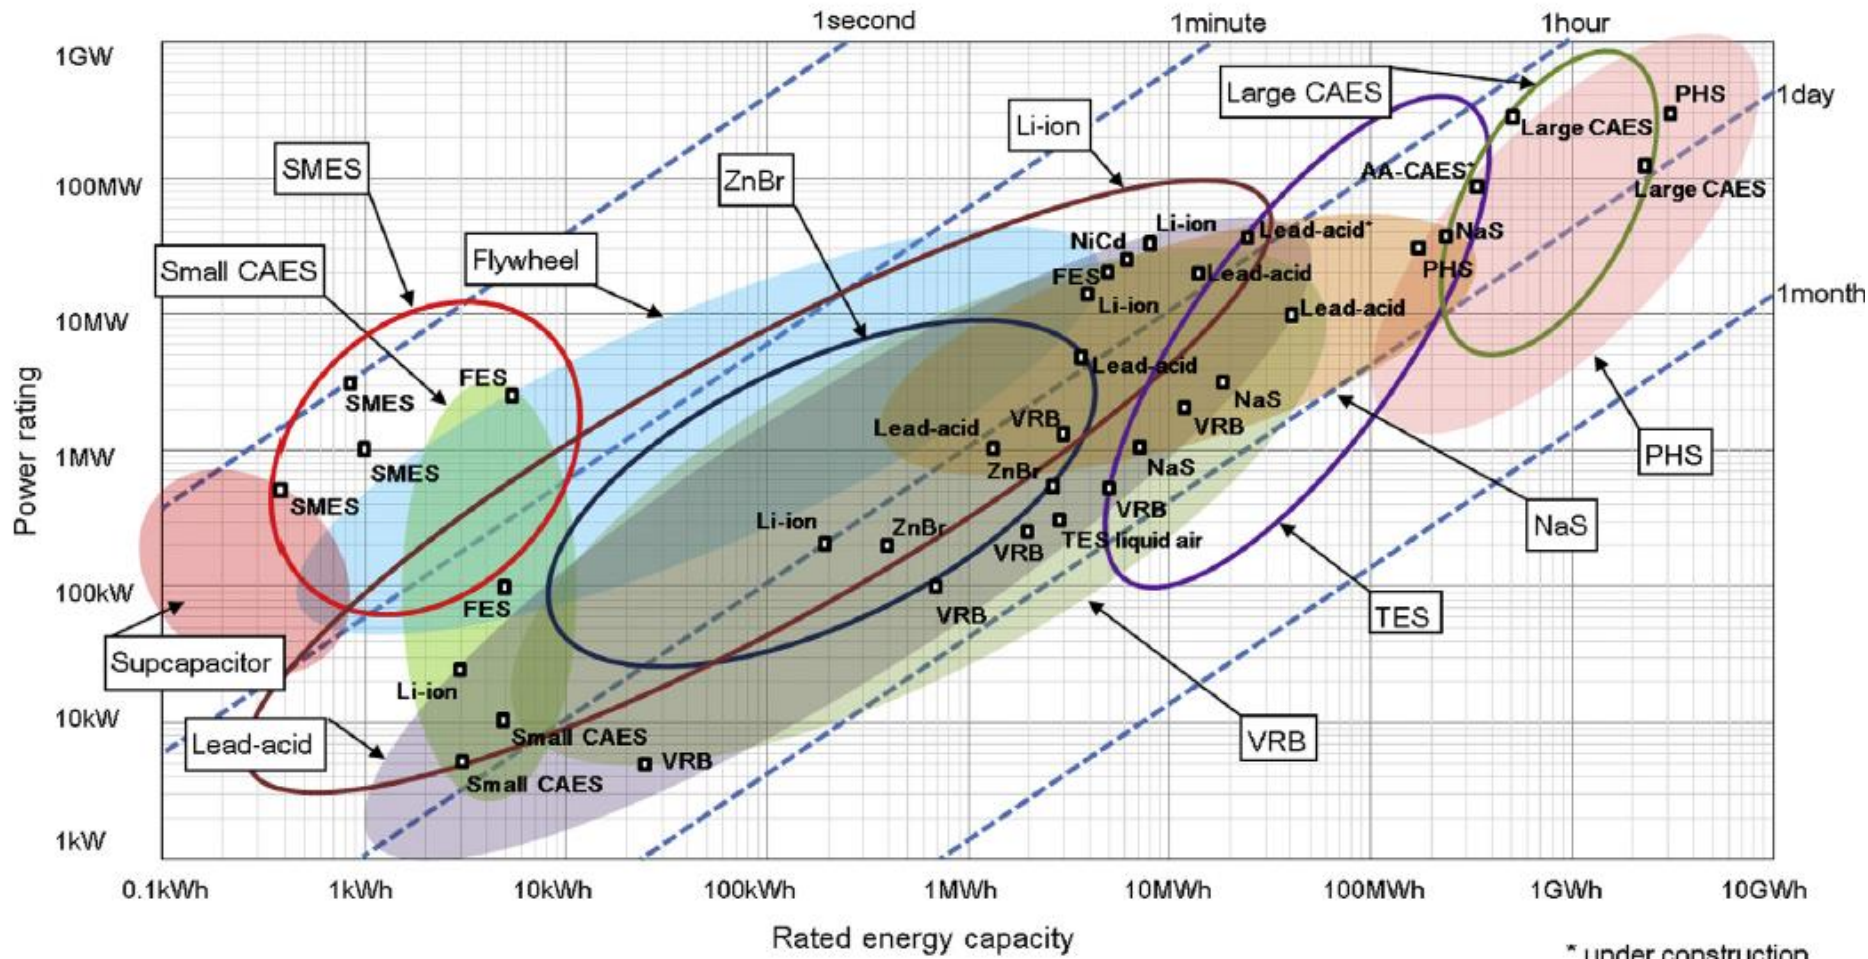 1second
1minute
1hour
1GW
Large CAES
PHS
1day
Li-ion
Large CAES
SMES
ZnBr
AA-CAES*
100MW
Large CAES
Li-ion
Lead-acid*
NiCd
NaS
Small CAES
Flywheel
FES
Lead-acid
PHS
Li-ion
1month
10MW
Lead-acid
Lead-acid
FES
SMES
NaS
VRB
VRB
Lead-acid
Power rating
1MW
SMES
ZnBr
NaS
PHS
SMES
VRB
Li-ion
ZnBr
NaS
VRB
TES liquid air
100kW
FES
VRB
TES
Supcapacitor
Li-ion
10kW
Small CAES
Lead-acid
VRB
VRB
Small CAES
1kW
0.1kWh
1kWh
10kWh
100kWh
1MWh
10MWh
100MWh
1GWh
10GWh
Rated energy capacity
* under construction